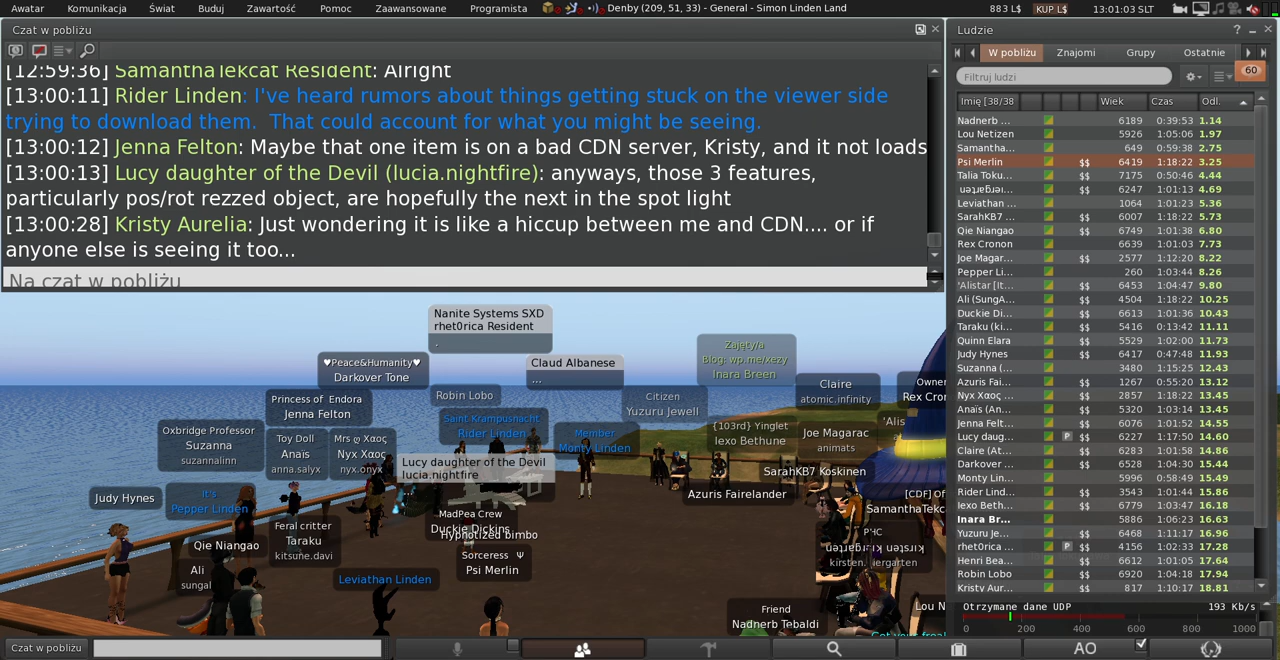 Awatar Komunikacja Świat Buduj Zawartość Pomoc Zaawansowane Programista Denby (209, 51, 33) - General - Simon Linden Land 883 L$ KUP L$ 13:01:03 SLT
Czat w pobliżu
[12:59:36] SamanthaTekcat Resident: Alright
[13:00:11] Rider Linden: I've heard rumors about things getting stuck on the viewer side
trying to download them. That could account for what you might be seeing.
[13:00:12] Jenna Felton: Maybe that one item is on a bad CDN server, Kristy, and it not loads
[13:00:13] Lucy daughter of the Devil (lucia.nightfire): anyways, those 3 features,
particularly pos/rot rezzed object, are hopefully the next in the spot light
[13:00:28] Kristy Aurelia: Just wondering it is like a hiccup between me and CDN.... or if
anyone else is seeing it too...
Na czat w pobliżu
Nanite Systems SXD
rhet0rica Resident
.
♥Peace&Humanity♥
Darkover Tone
Claud Albanese
...
Zajęty/a
Blog: wp.me/xezy
Inara Breen
Princess of Endora
Jenna Felton
Robin Lobo
Citizen
Yuzuru Jewell
Claire
atomic.infinity
Owner
Rex Cron
Oxbridge Professor
Suzanna
suzannalinn
Toy Doll
Anaïs
anna.salyx
Mrs ღ Χαος
Nyx Χαος
nyx.onyx
Saint Krampusnacht
Rider Linden
Member
Monty Linden
{103rd} Yinglet
Iexo Bethune
Joe Magarac
animats
'Alis
Lucy daughter of the Devil
lucia.nightfire
SarahKB7 Koskinen
Judy Hynes
It's
Pepper Linden
Azuris Fairelander
[CDF] Of
SamanthaTekc
MadPea Crew
Duckie Dickins
Hypnotized bimbo
Feral critter
Taraku
kitsune.davi
Qie Niangao
Sorceress Ψ
Psi Merlin
Ali
sungal
Leviathan Linden
Friend
Nadnerb Tebaldi
Lou N
Ludzie
W pobliżu Znajomi Grupy Ostatnie
Filtruj ludzi
60
Imię [38/38 Wiek Czas Odl.
Nadnerb ... 6189 0:39:53 1.14
Lou Netizen 5926 1:05:06 1.97
Samantha... 649 0:59:38 2.75
Psi Merlin $$ 6419 1:18:22 3.25
Talia Toku... $$ 7175 0:50:46 4.44
$$ 6247 1:01:13 4.69
Leviathan ... 1064 1:01:23 5.36
SarahKB7 ... $$ 6007 1:18:22 5.73
Qie Niangao $$ 6749 1:01:38 6.80
Rex Cronon 6639 1:01:03 7.73
Joe Magar... $$ 2577 1:12:20 8.22
Pepper Li... 260 1:03:44 8.26
'Alistar [It... $$ 6453 1:04:47 9.80
Ali (SungA... $$ 4504 1:18:22 10.25
Duckie Di... $$ 6613 1:01:36 10.43
Taraku (ki... $$ 5416 0:13:42 11.11
Quinn Elara $$ 5529 1:02:00 11.73
Judy Hynes $$ 6417 0:47:48 11.93
Suzanna (... 3480 1:15:25 12.43
Azuris Fai... $$ 1267 0:55:20 13.12
Nyx Χαος ... $$ 2857 1:18:22 13.45
Anaïs (An... $$ 5320 1:03:14 13.45
Jenna Felt... $$ 6076 1:01:52 14.55
Lucy daug... P $$ 6227 1:17:50 14.60
Claire (At... $$ 6283 1:01:58 14.86
Darkover ... $$ 6528 1:04:30 15.44
Monty Lin... 5996 0:58:49 15.49
Rider Lind... $$ 3543 1:01:44 15.86
Iexo Beth... $$ 6779 1:03:47 16.18
Inara Br... 5886 1:06:23 16.63
Yuzuru Je... $$ 6468 1:11:17 16.96
rhet0rica ... P $$ 4156 1:02:33 17.28
Henri Bea... $$ 6612 1:01:05 17.64
Robin Lobo $$ 6920 1:04:18 17.94
Kristy Aur... $$ 817 1:10:17 18.81
Otrzymane dane UDP 193 Kb/s
0 200 400 600 800 1000
Czat w pobliżu AO